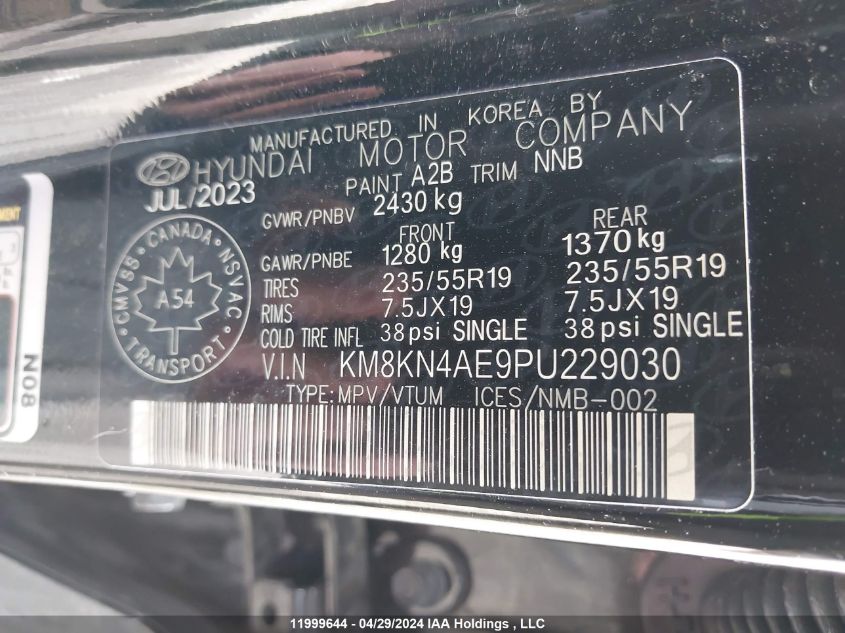 MANUFACTURED IN KOREA BY
HYUNDAI MOTOR COMPANY
JUL/2023 PAINT A2B TRIM NNB
GVWR/PNBV 2430 kg
FRONT REAR
GAWR/PNBE 1280 kg 1370 kg
TIRES 235/55R19 235/55R19
RIMS 7.5JX19 7.5JX19
COLD TIRE INFL 38psi SINGLE 38psi SINGLE
V.I.N KM8KN4AE9PU229030
TYPE: MPV/VTUM ICES/NMB-002
CANADA
CMVSS NSVAC
A54
TRANSPORT
N08
11999644 - 04/29/2024 IAA Holdings , LLC